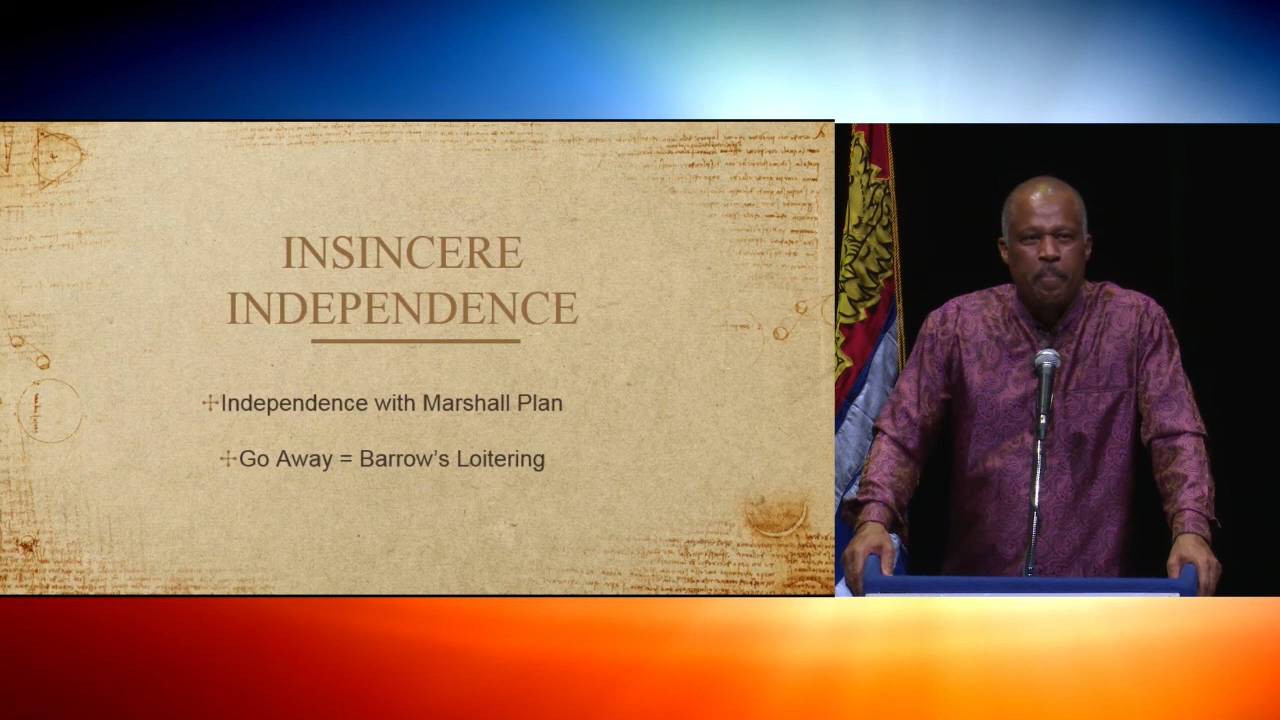 INSINCERE
INDEPENDENCE
Independence with Marshall Plan
Go Away = Barrow’s Loitering